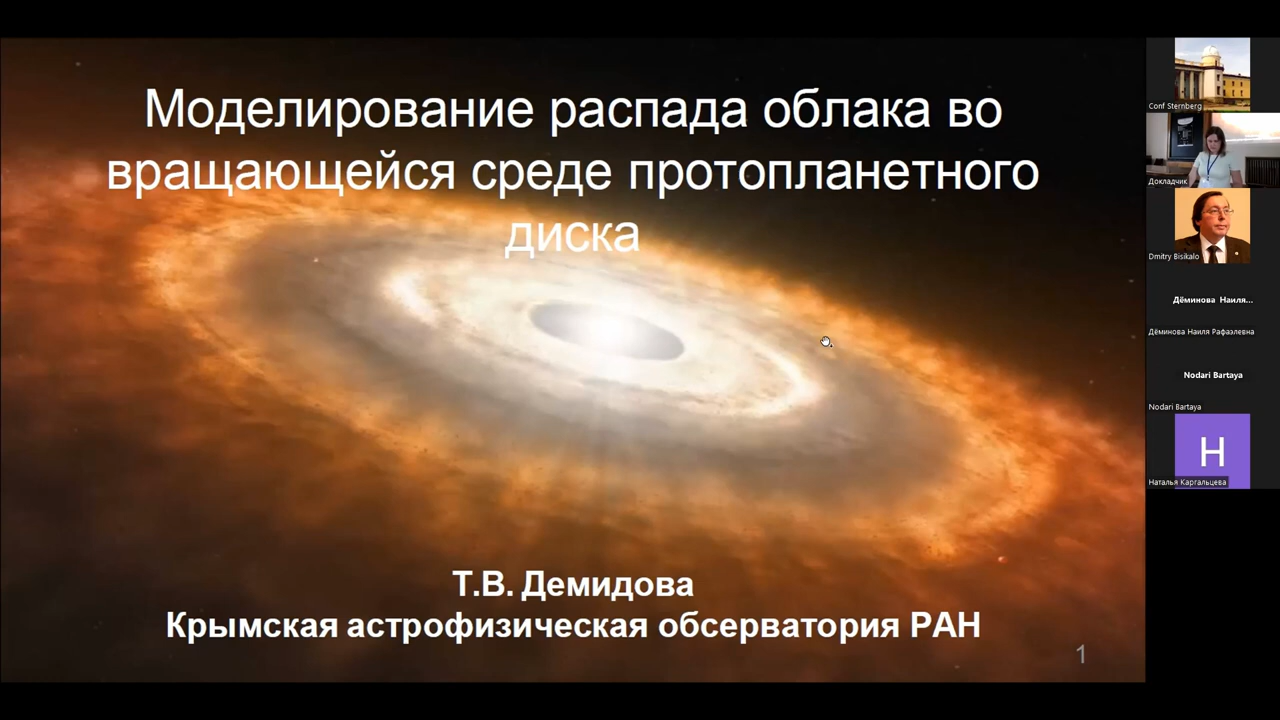 Моделирование распада облака во
вращающейся среде протопланетного
диска
Т.В. Демидова
Крымская астрофизическая обсерватория РАН
1
Conf Sternberg
Докладчик
Dmitry Bisikalo
Дёминова Наиля...
Дёминова Наиля Рафаэлевна
Nodari Bartaya
Nodari Bartaya
Н
Наталья Каргальцева